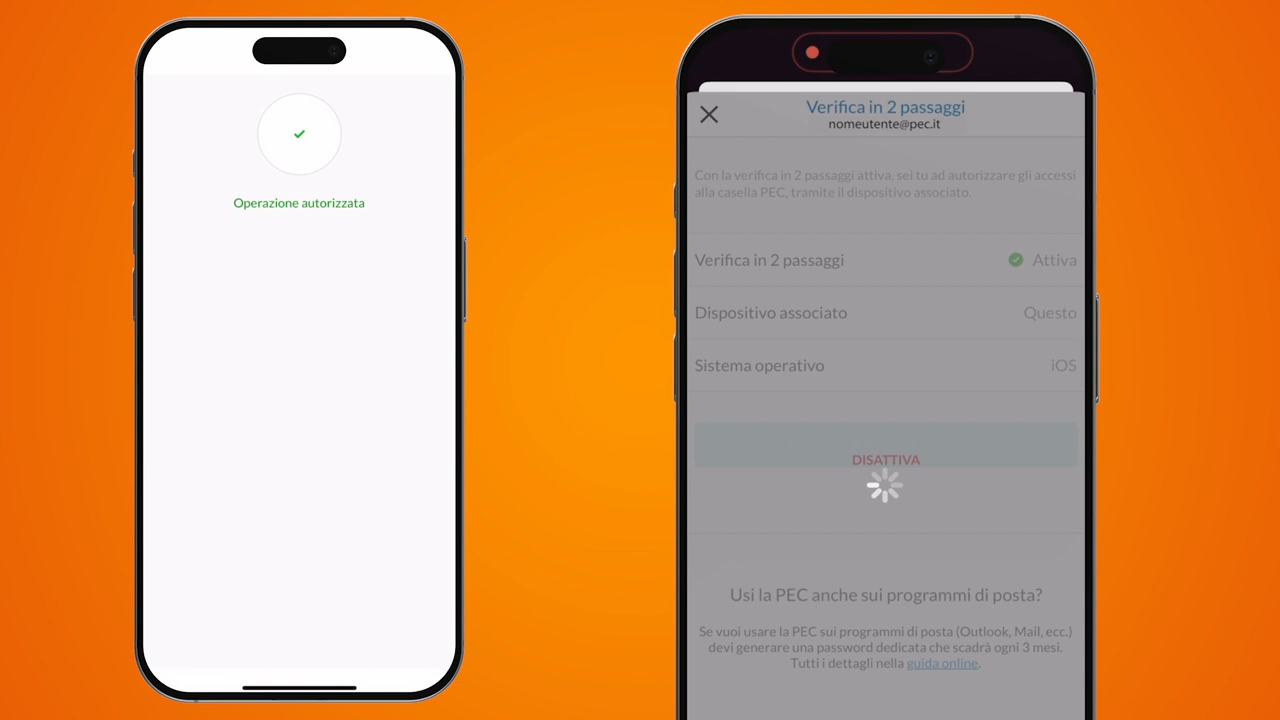 Operazione autorizzata
Verifica in 2 passaggi
nomeutente@pec.it
Con la verifica in 2 passaggi attiva, sei tu ad autorizzare gli accessi
alla casella PEC, tramite il dispositivo associato.
Verifica in 2 passaggi Attiva
Dispositivo associato Questo
Sistema operativo iOS
DISATTIVA
Usi la PEC anche sui programmi di posta?
Se vuoi usare la PEC sui programmi di posta (Outlook, Mail, ecc.)
devi generare una password dedicata che scadrà ogni 3 mesi.
Tutti i dettagli nella guida online.